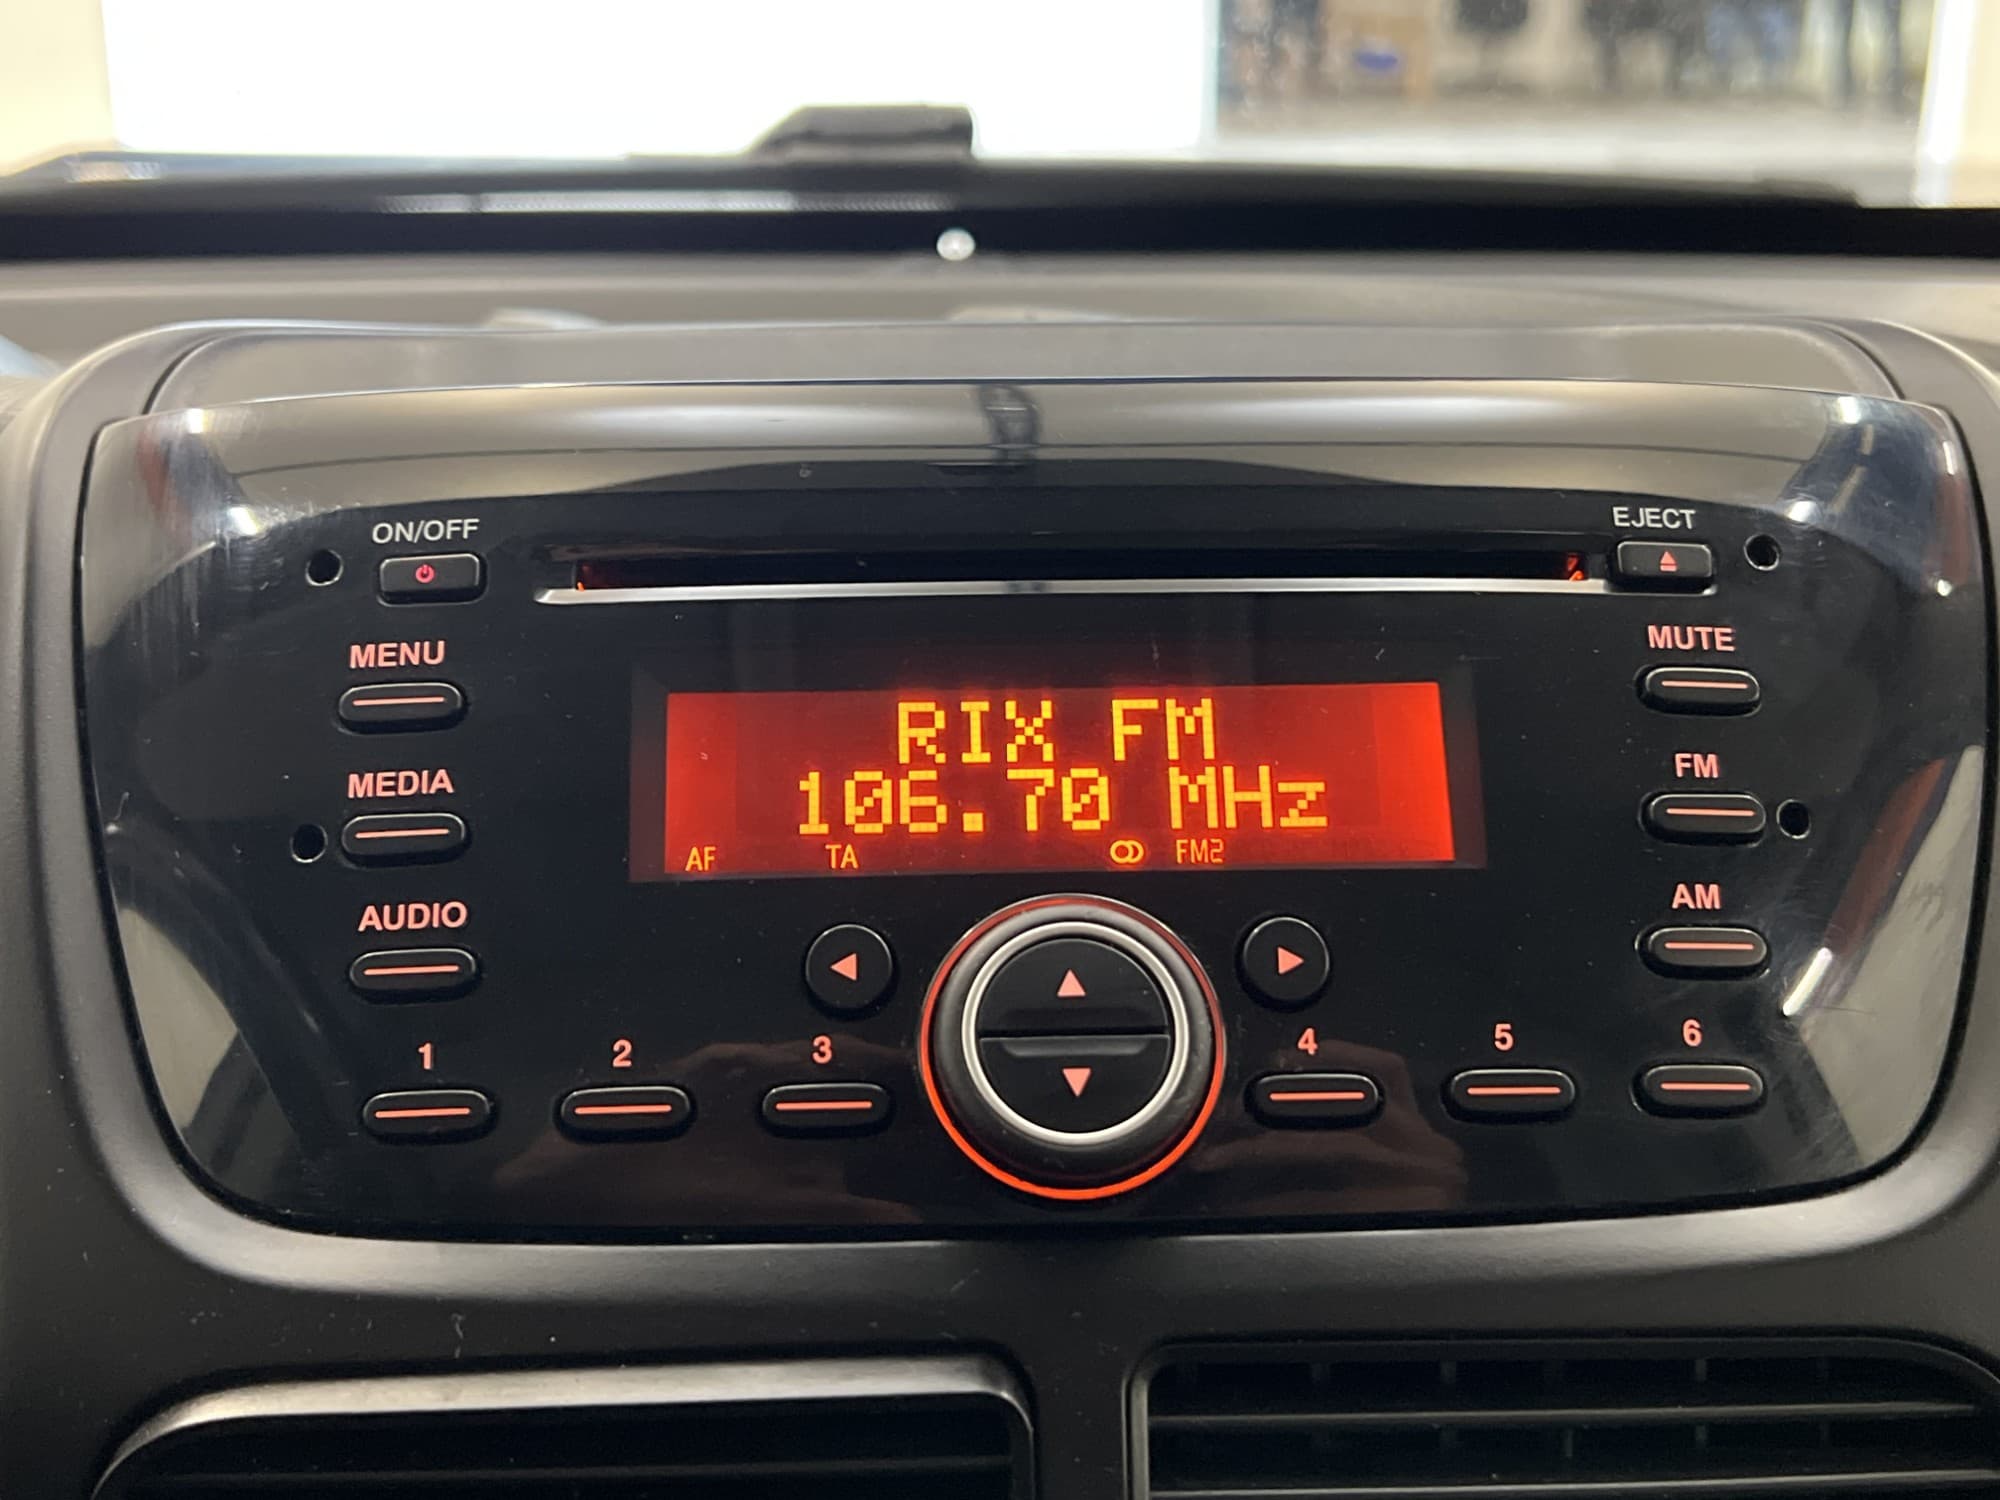 ON/OFF
EJECT
MENU
MUTE
RIX FM
106.70 MHz
AF TA FM2
MEDIA
FM
AUDIO
AM
1 2 3 4 5 6